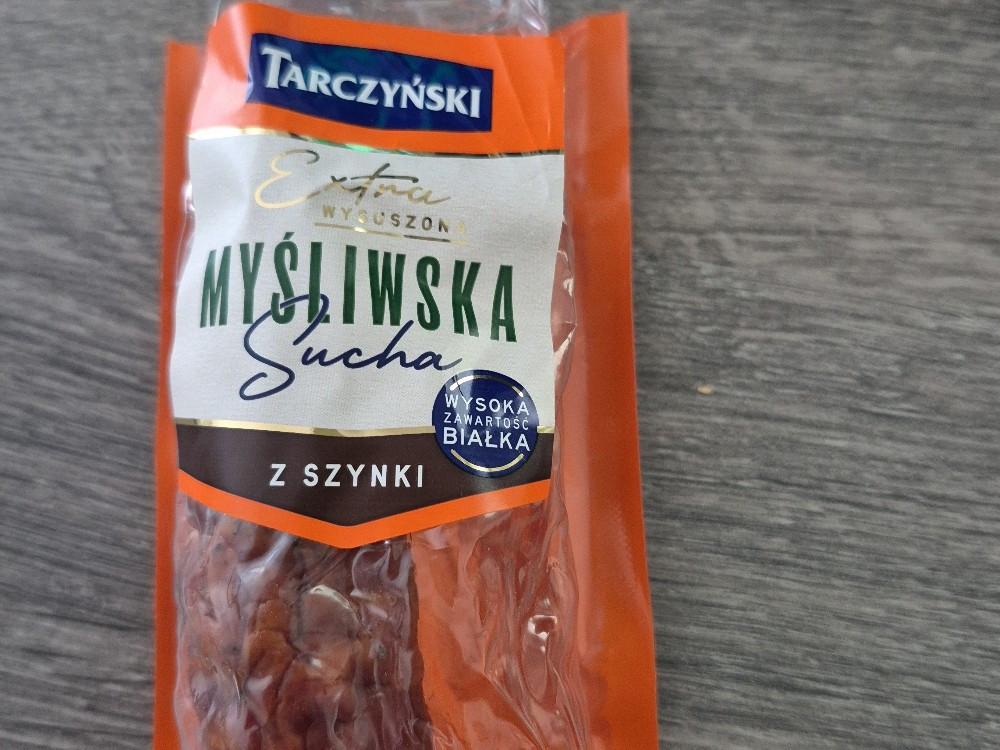 TARCZYŃSKI
Extra
WYSUSZONA
MYŚLIWSKA
Sucha
WYSOKA
ZAWARTOŚĆ
BIAŁKA
Z SZYNKI